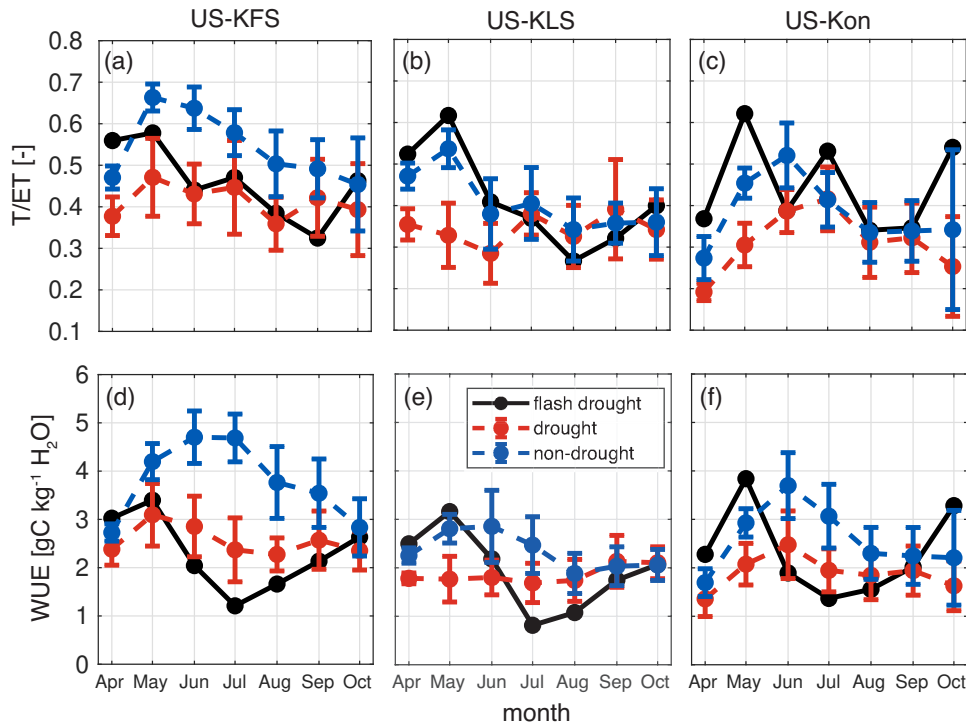 US-KFS US-KLS US-Kon
(a) (b) (c)
T/ET [-]
0.8
0.7
0.6
0.5
0.4
0.3
0.2
0.1
(d) (e) (f)
WUE [gC kg⁻¹ H₂O]
6
5
4
3
2
1
0
flash drought
drought
non-drought
Apr May Jun Jul Aug Sep Oct Apr May Jun Jul Aug Sep Oct Apr May Jun Jul Aug Sep Oct
month